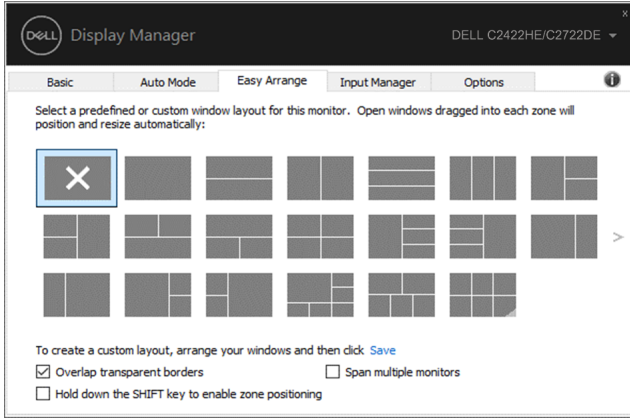 DELL Display Manager DELL C2422HE/C2722DE
Basic Auto Mode Easy Arrange Input Manager Options
Select a predefined or custom window layout for this monitor. Open windows dragged into each zone will
position and resize automatically:
To create a custom layout, arrange your windows and then click Save
Overlap transparent borders Span multiple monitors
Hold down the SHIFT key to enable zone positioning